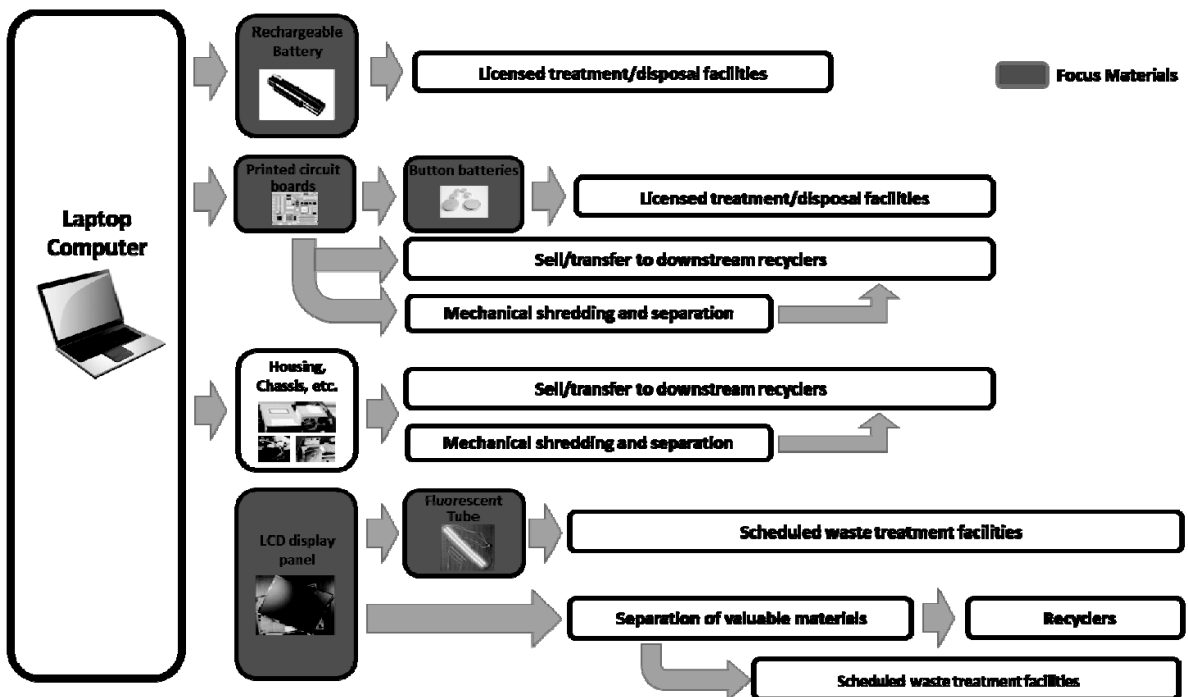 Rechargeable
Battery
Licensed treatment/disposal facilities
Focus Materials
Printed circuit
boards
Button batteries
Licensed treatment/disposal facilities
Laptop
Computer
Sell/transfer to downstream recyclers
Mechanical shredding and separation
Housing,
Chassis, etc.
Sell/transfer to downstream recyclers
Mechanical shredding and separation
Fluorescent
Tube
Scheduled waste treatment facilities
LCD display
panel
Separation of valuable materials
Recyclers
Scheduled waste treatment facilities